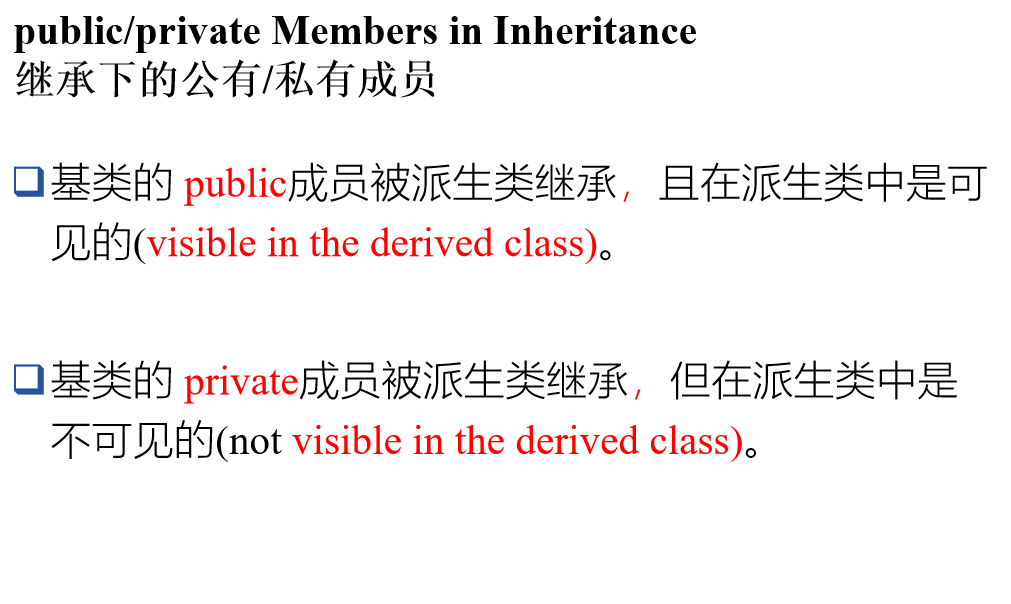 public/private Members in Inheritance
继承下的公有/私有成员
❑基类的 public成员被派生类继承，且在派生类中是可
见的(visible in the derived class)。
❑基类的 private成员被派生类继承，但在派生类中是
不可见的(not visible in the derived class)。